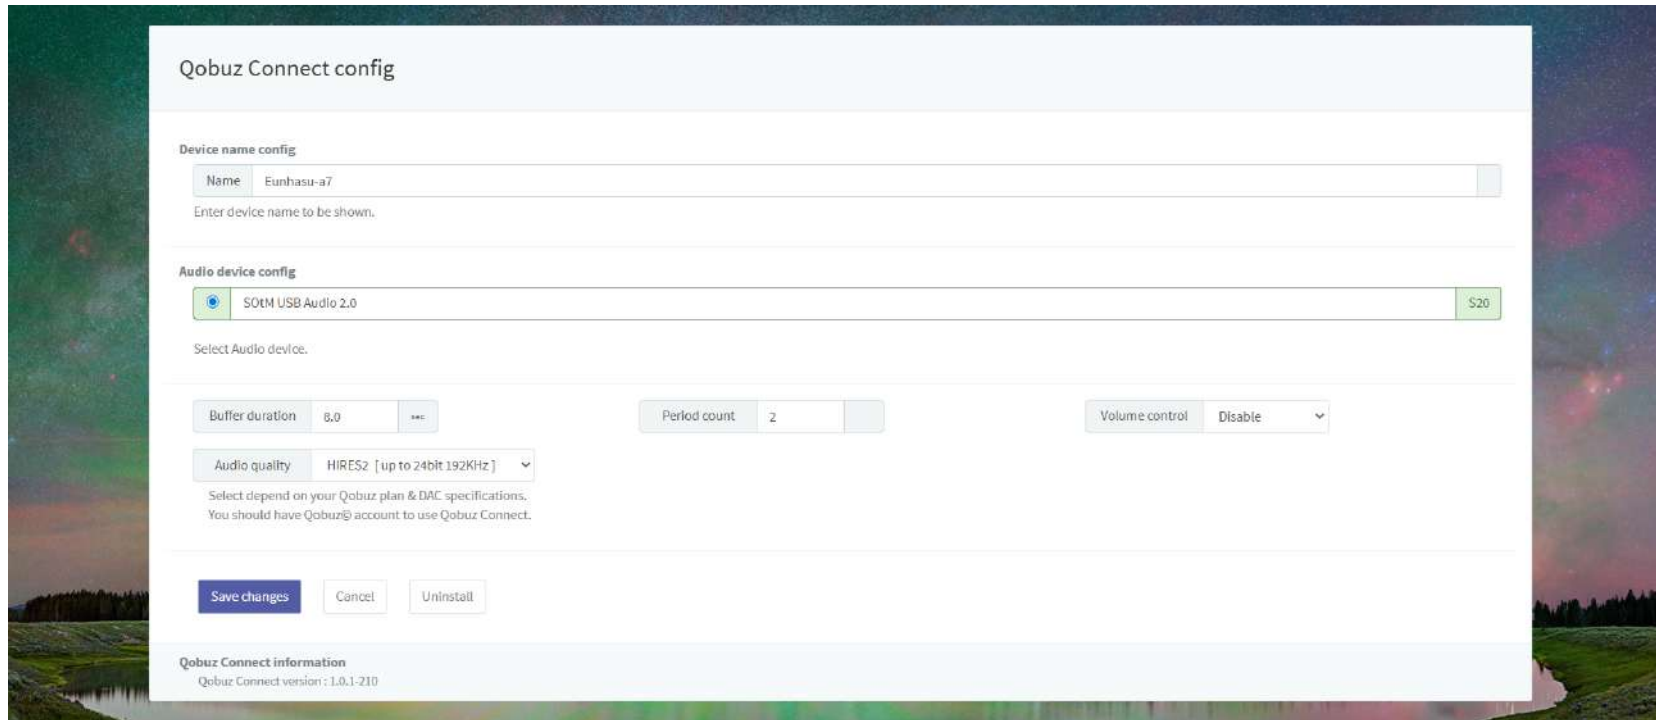 Qobuz Connect config
Device name config
Name Eunhasu-a7
Enter device name to be shown.
Audio device config
SOtM USB Audio 2.0 S20
Select Audio device.
Buffer duration 8.0 sec Period count 2 Volume control Disable
Audio quality HIRES2 [ up to 24bit 192KHz ]
Select depend on your Qobuz plan & DAC specifications.
You should have Qobuz© account to use Qobuz Connect.
Save changes Cancel Uninstall
Qobuz Connect information
Qobuz Connect version : 1.0.1-210